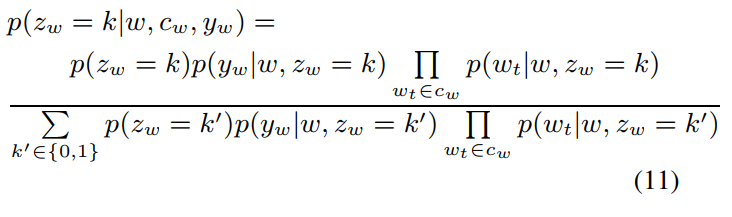 p(z_w = k|w, c_w, y_w) =
p(z_w = k)p(y_w|w, z_w = k) ∏ p(w_t|w, z_w = k)
w_t∈c_w
∑ p(z_w = k′)p(y_w|w, z_w = k′) ∏ p(w_t|w, z_w = k′)
k′∈{0,1} w_t∈c_w
(11)